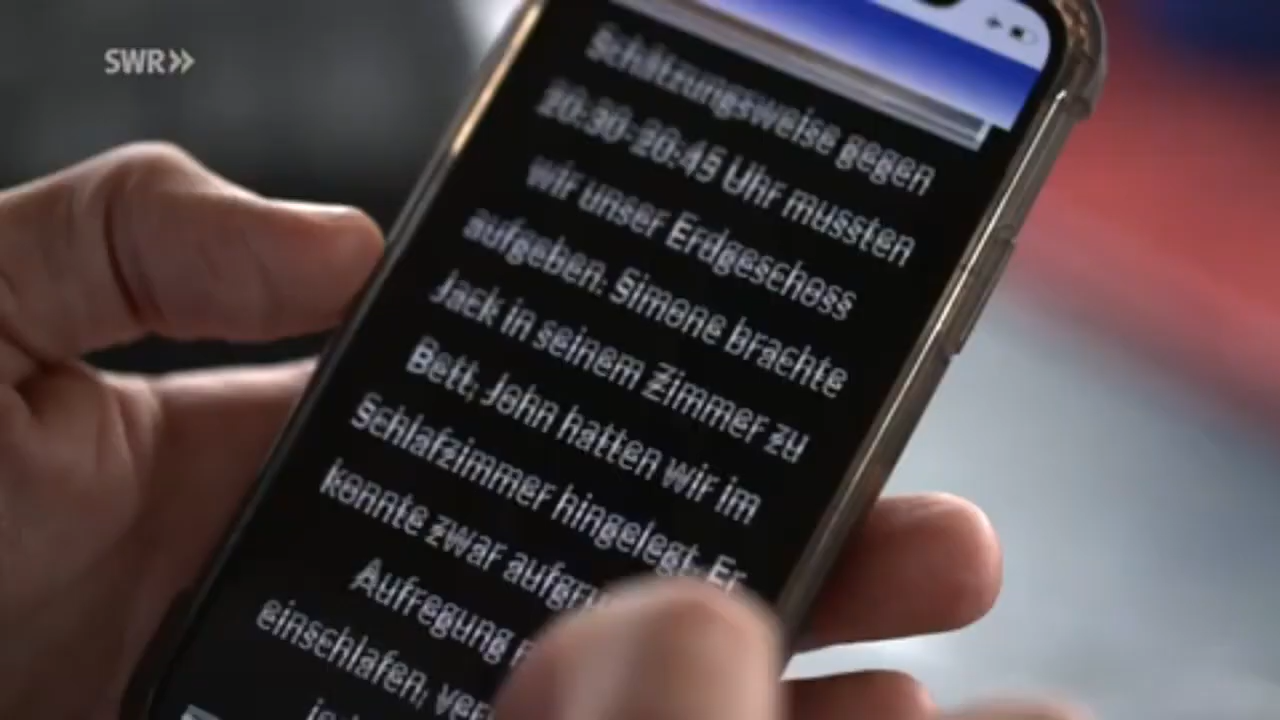 SWR»
Schätzungsweise gegen
20:30-20:45 Uhr mussten
wir unser Erdgeschoss
aufgeben. Simone brachte
Jack in seinem Zimmer zu
Bett, John hatten wir im
Schlafzimmer hingelegt. Er
konnte zwar
Aufregung
einschlafen,